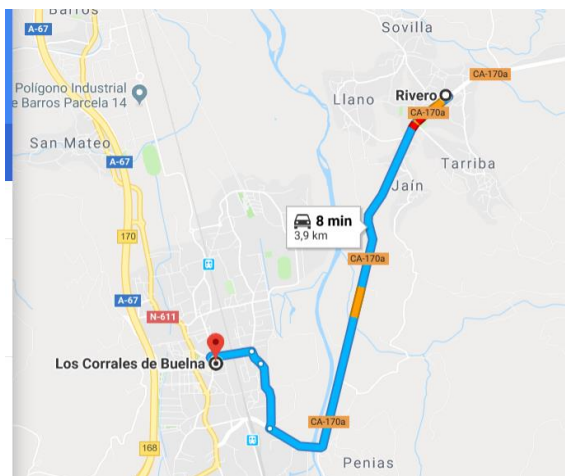 Barros
A-67
Sovilla
CA-170a
Polígono Industrial
e Barros Parcela 14
Llano
Rivero
CA-170a
San Mateo
A-67
Tarriba
Jaín
8 min
3,9 km
170
CA-170a
A-67
N-611
Los Corrales de Buelna
CA-170a
168
Penias